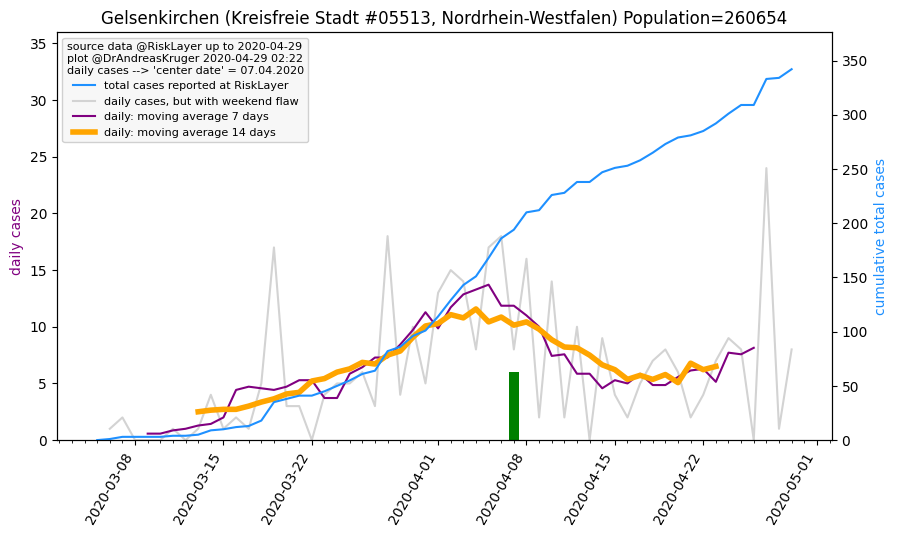 Gelsenkirchen (Kreisfreie Stadt #05513, Nordrhein-Westfalen) Population=260654
source data @RiskLayer up to 2020-04-29
plot @DrAndreasKruger 2020-04-29 02:22
daily cases --> 'center date' = 07.04.2020
total cases reported at RiskLayer
daily cases, but with weekend flaw
daily: moving average 7 days
daily: moving average 14 days
daily cases
35
30
25
20
15
10
5
0
cumulative total cases
350
300
250
200
150
100
50
0
2020-03-08
2020-03-15
2020-03-22
2020-04-01
2020-04-08
2020-04-15
2020-04-22
2020-05-01